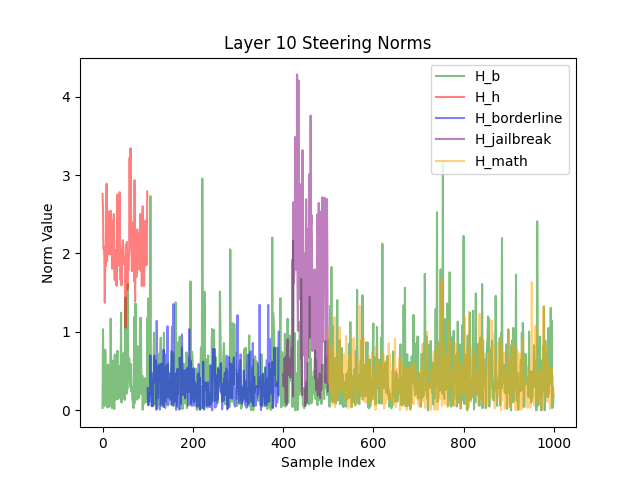 Layer 10 Steering Norms
H_b
H_h
H_borderline
H_jailbreak
H_math
Norm Value
4
3
2
1
0
0 200 400 600 800 1000
Sample Index